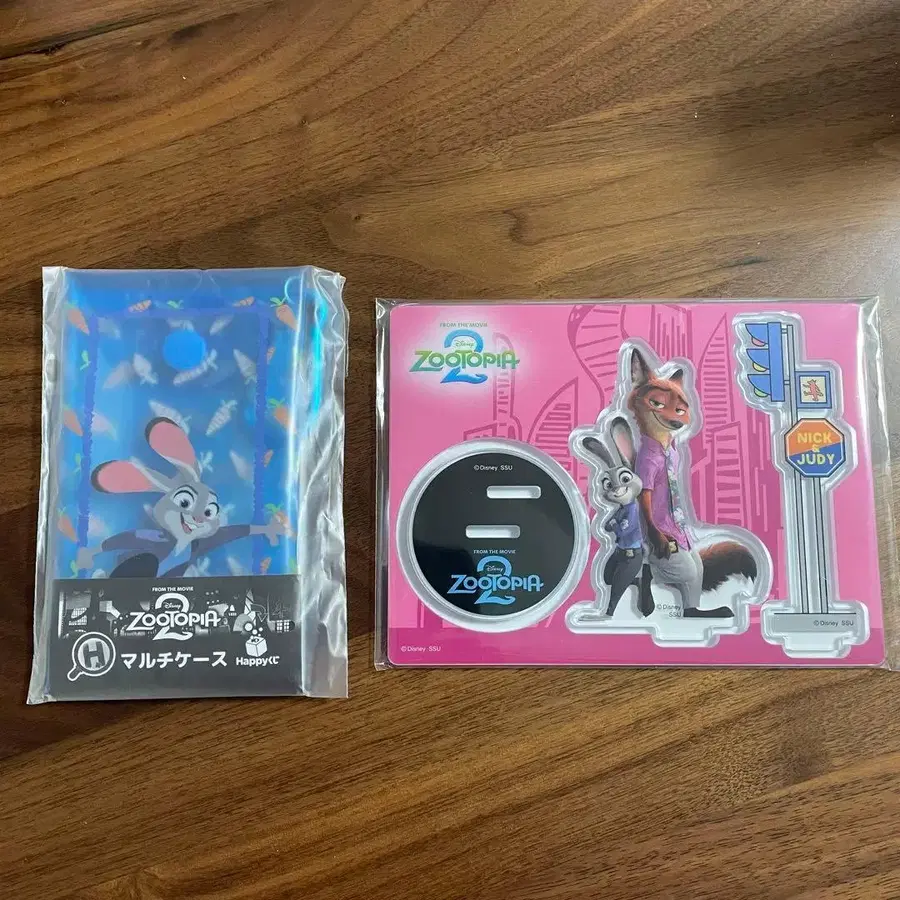 FROM THE MOVIE
Disney
ZOOTOPIA
2
H
マルチケース
Happyくじ
FROM THE MOVIE
Disney
ZOOTOPIA
2
©Disney SSU
FROM THE MOVIE
Disney
ZOOTOPIA
2
©Disney SSU
NICK
&
JUDY
©Disney SSU
©Disney SSU